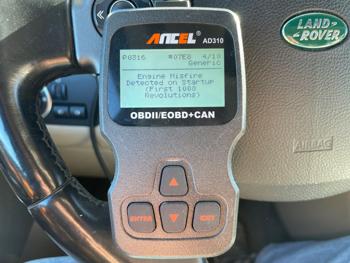 ANCEL
AD310
P0316 $07E8 4/10
Generic
Engine Misfire
Detected on Startup
(First 1000
Revolutions)
OBDII/EOBD+CAN
ENTER
EXIT
LAND-
ROVER
AIRBAG